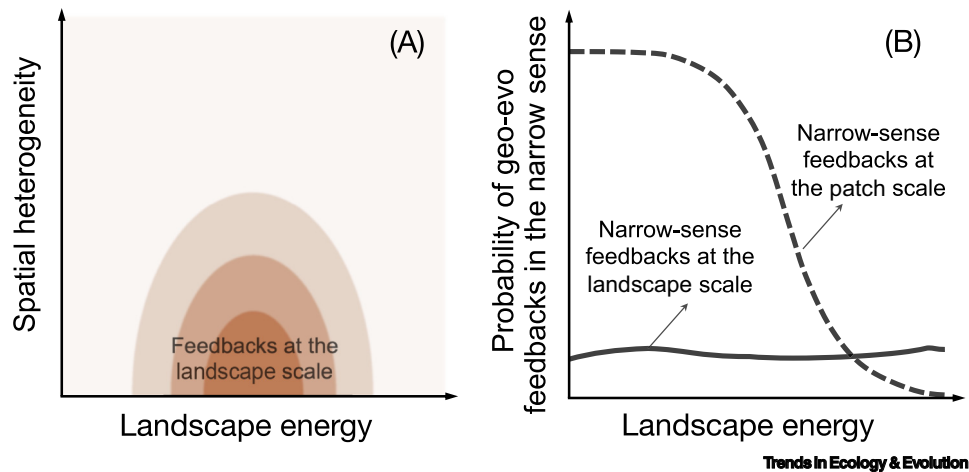 (A)
Spatial heterogeneity
Feedbacks at the
landscape scale
Landscape energy
(B)
Probability of geo-evo
feedbacks in the narrow sense
Narrow-sense
feedbacks at
the patch scale
Narrow-sense
feedbacks at the
landscape scale
Landscape energy
Trends in Ecology & Evolution